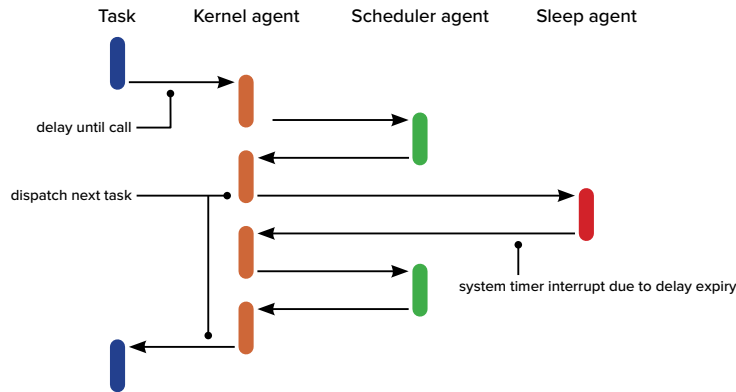 Task
Kernel agent
Scheduler agent
Sleep agent
delay until call
dispatch next task
system timer interrupt due to delay expiry